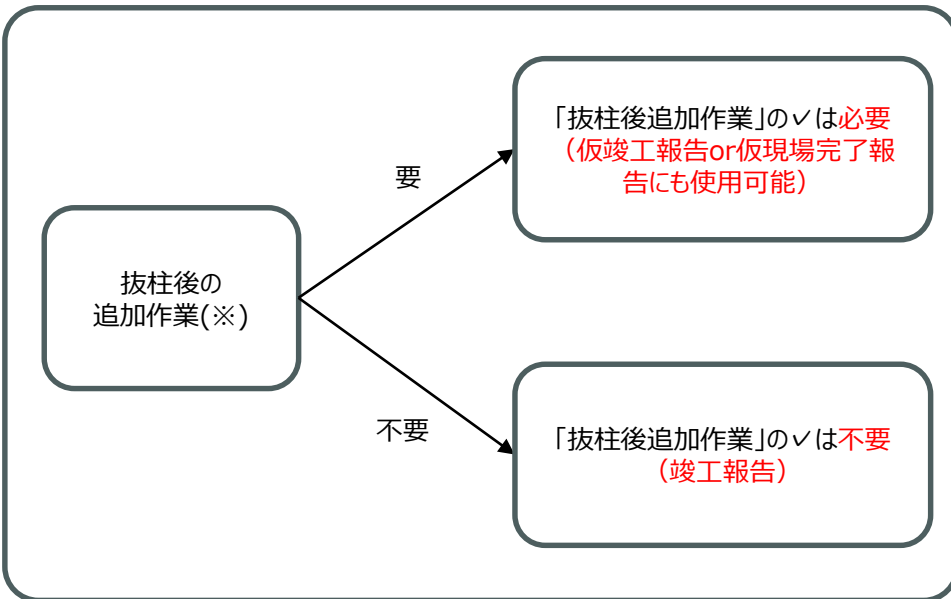 「抜柱後追加作業」の✓は必要
（仮竣工報告or仮現場完了報
告にも使用可能）
要
抜柱後の
追加作業(※)
不要
「抜柱後追加作業」の✓は不要
（竣工報告）